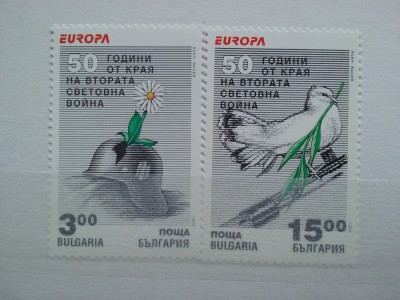 EUROPA
50 ГОДИНИ
ОТ КРАЯ
НА ВТОРАТА
СВЕТОВНА
ВОЙНА
3.00 ПОЩА
BULGARIA БЪЛГАРИЯ
EUROPA
50 ГОДИНИ
ОТ КРАЯ
НА ВТОРАТА
СВЕТОВНА
ВОЙНА
ПОЩА 15.00
BULGARIA БЪЛГАРИЯ